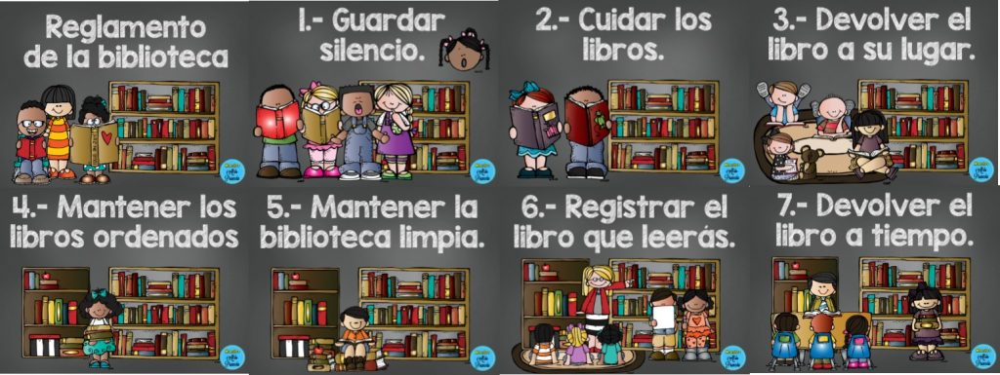 Reglamento
de la biblioteca
1.- Guardar
silencio.
2.- Cuidar los
libros.
3.- Devolver el
libro a su lugar.
4.- Mantener los
libros ordenados
5.- Mantener la
biblioteca limpia.
6.- Registrar el
libro que leerás.
7.- Devolver el
libro a tiempo.